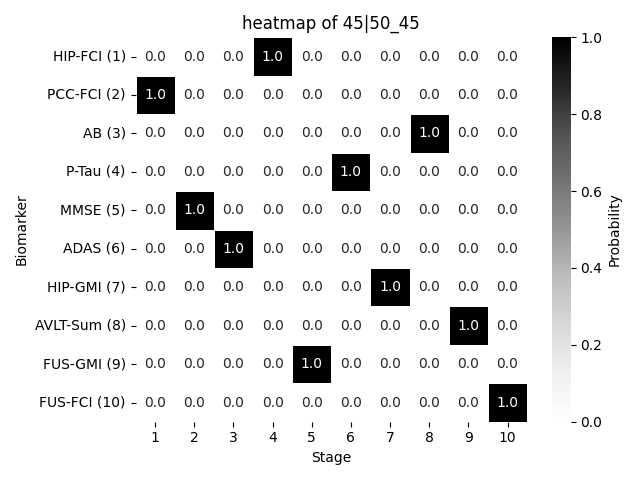 heatmap of 45|50_45
HIP-FCI (1) 0.0 0.0 0.0 1.0 0.0 0.0 0.0 0.0 0.0 0.0
PCC-FCI (2) 1.0 0.0 0.0 0.0 0.0 0.0 0.0 0.0 0.0 0.0
AB (3) 0.0 0.0 0.0 0.0 0.0 0.0 0.0 1.0 0.0 0.0
P-Tau (4) 0.0 0.0 0.0 0.0 0.0 1.0 0.0 0.0 0.0 0.0
MMSE (5) 0.0 1.0 0.0 0.0 0.0 0.0 0.0 0.0 0.0 0.0
ADAS (6) 0.0 0.0 1.0 0.0 0.0 0.0 0.0 0.0 0.0 0.0
HIP-GMI (7) 0.0 0.0 0.0 0.0 0.0 0.0 1.0 0.0 0.0 0.0
AVLT-Sum (8) 0.0 0.0 0.0 0.0 0.0 0.0 0.0 0.0 1.0 0.0
FUS-GMI (9) 0.0 0.0 0.0 0.0 1.0 0.0 0.0 0.0 0.0 0.0
FUS-FCI (10) 0.0 0.0 0.0 0.0 0.0 0.0 0.0 0.0 0.0 1.0
1 2 3 4 5 6 7 8 9 10
Stage
Biomarker
1.0
0.8
0.6
0.4
0.2
0.0
Probability